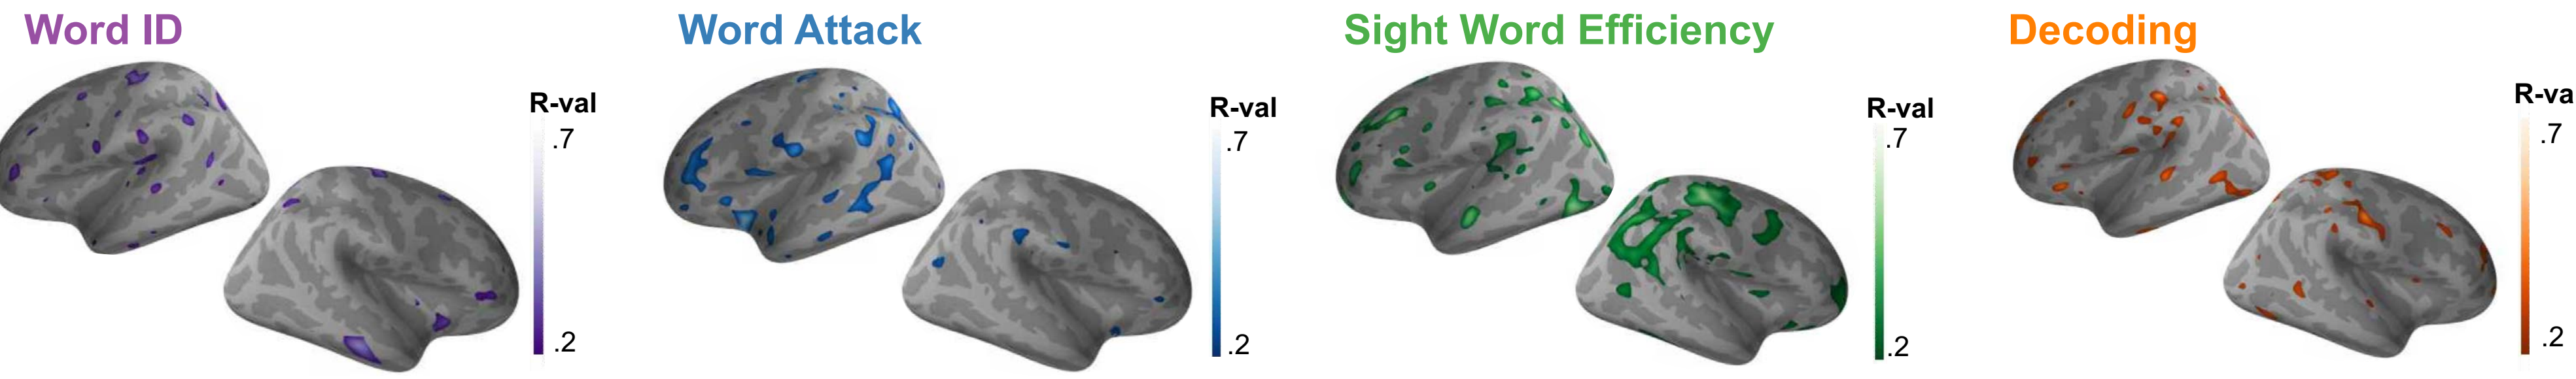 Word ID
R-val
.7
.2
Word Attack
R-val
.7
.2
Sight Word Efficiency
R-val
.7
.2
Decoding
R-va
.7
.2